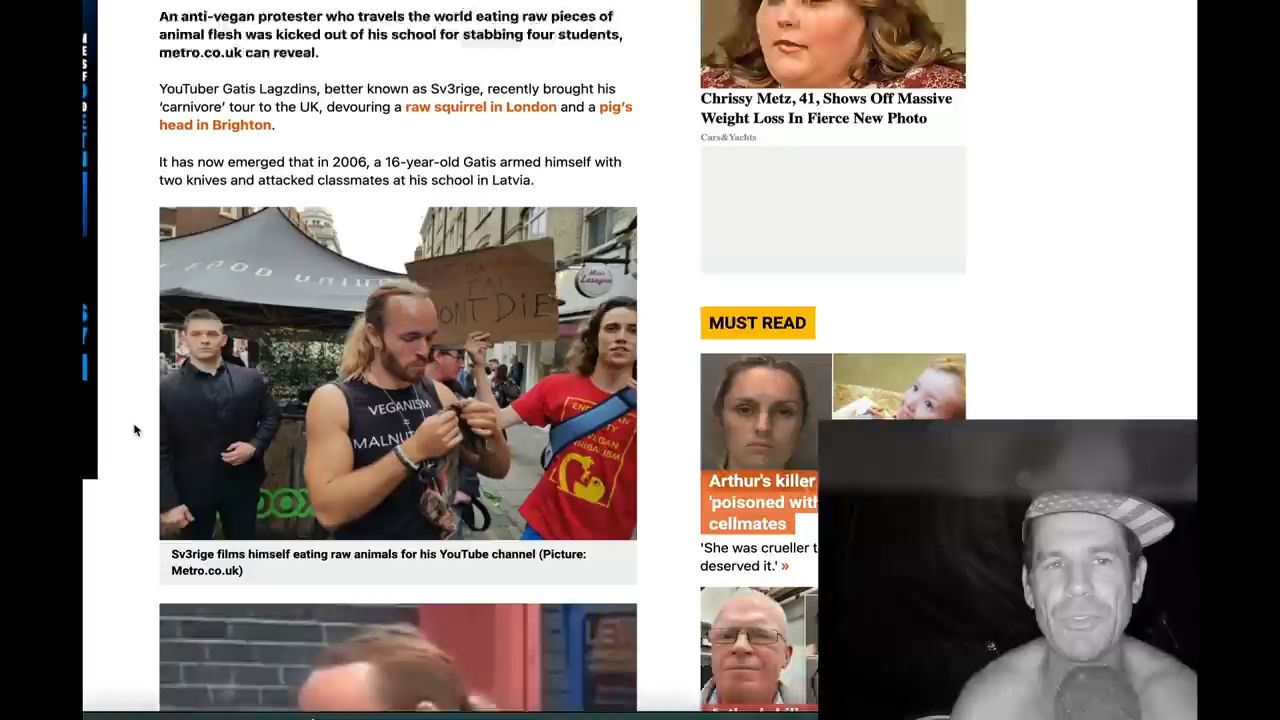 An anti-vegan protester who travels the world eating raw pieces of
animal flesh was kicked out of his school for stabbing four students,
metro.co.uk can reveal.
YouTuber Gatis Lagzdins, better known as Sv3rige, recently brought his
‘carnivore’ tour to the UK, devouring a raw squirrel in London and a pig’s
head in Brighton.
It has now emerged that in 2006, a 16-year-old Gatis armed himself with
two knives and attacked classmates at his school in Latvia.
FOOD
DONT DIE
VEGANISM
=
MALNUT
VEGAN
Sv3rige films himself eating raw animals for his YouTube channel (Picture:
Metro.co.uk)
Chrissy Metz, 41, Shows Off Massive
Weight Loss In Fierce New Photo
Cars&Yachts
MUST READ
Arthur's killer
'poisoned with
cellmates
'She was crueller t
deserved it.' »